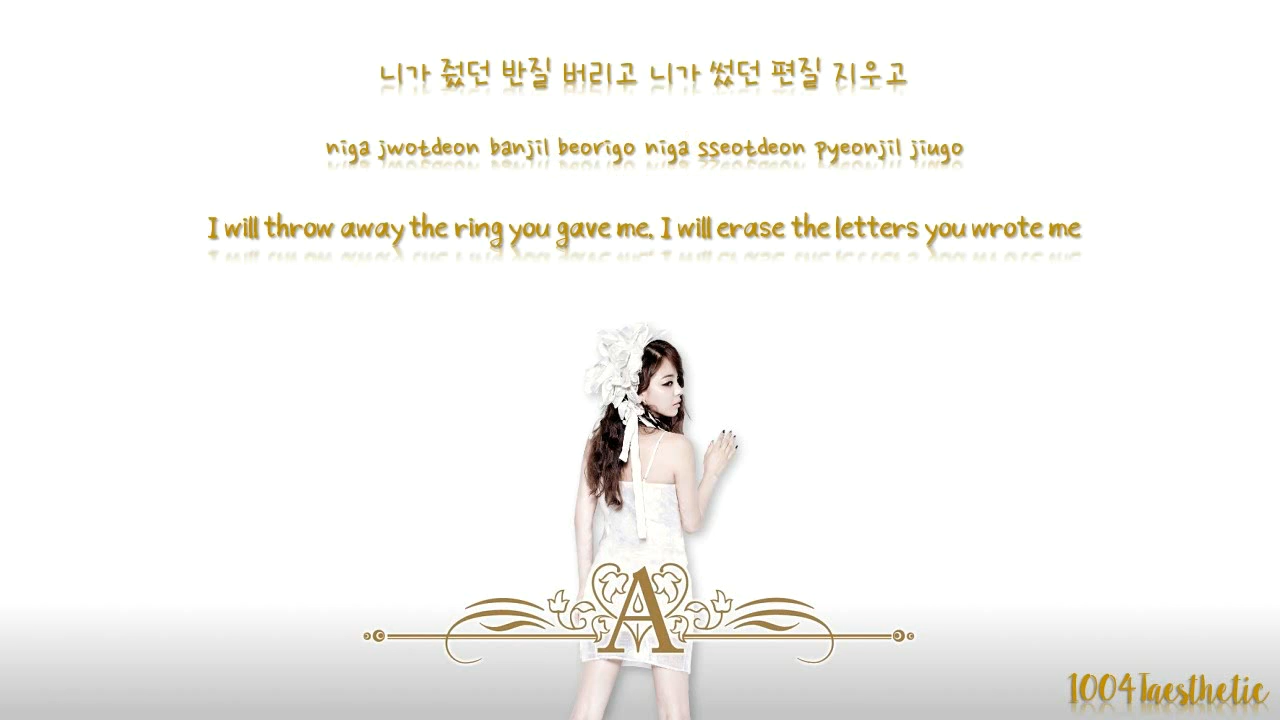 니가 줬던 반질 버리고 니가 썼던 편질 지우고
niga jwotdeon banjil beorigo niga sseotdeon pyeonjil jiugo
I will throw away the ring you gave me, I will erase the letters you wrote me
A
1004Taesthetic